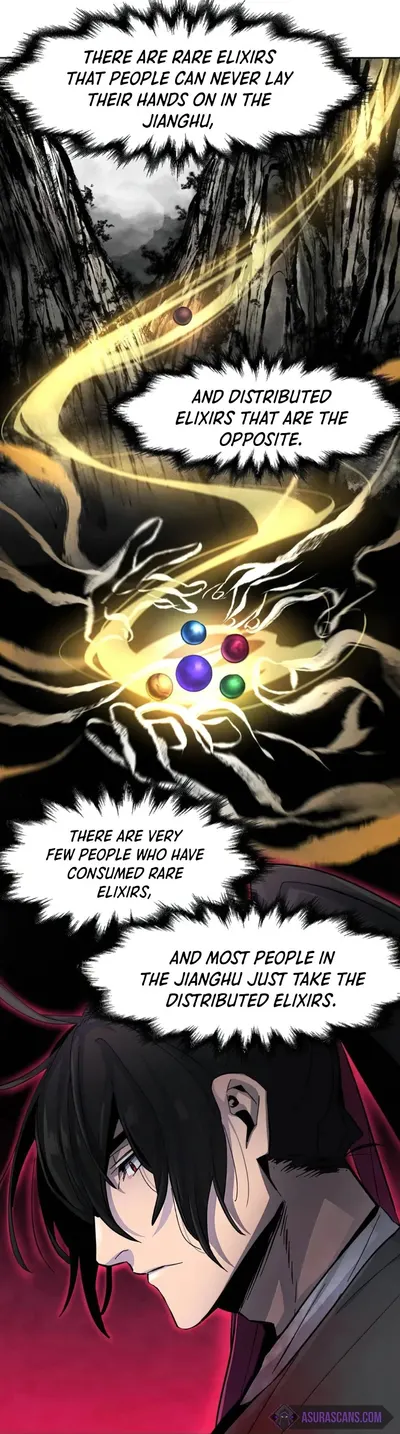 THERE ARE RARE ELIXIRS
THAT PEOPLE CAN NEVER LAY
THEIR HANDS ON IN THE
JIANGHU,
AND DISTRIBUTED
ELIXIRS THAT ARE THE
OPPOSITE.
THERE ARE VERY
FEW PEOPLE WHO HAVE
CONSUMED RARE
ELIXIRS,
AND MOST PEOPLE IN
THE JIANGHU JUST TAKE THE
DISTRIBUTED ELIXIRS.
ASURASCANS.COM